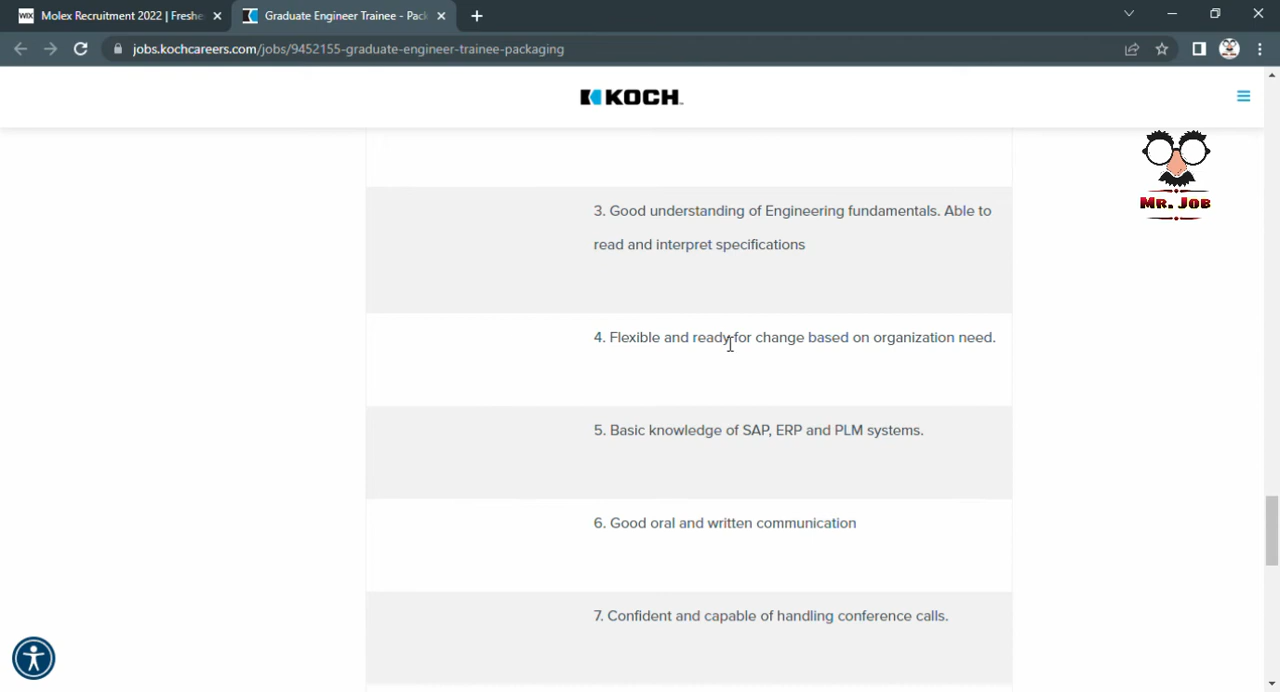 Molex Recruitment 2022 | Freshe
Graduate Engineer Trainee - Pack
jobs.kochcareers.com/jobs/9452155-graduate-engineer-trainee-packaging
KOCH
MR. JOB
3. Good understanding of Engineering fundamentals. Able to
read and interpret specifications
4. Flexible and ready for change based on organization need.
5. Basic knowledge of SAP, ERP and PLM systems.
6. Good oral and written communication
7. Confident and capable of handling conference calls.